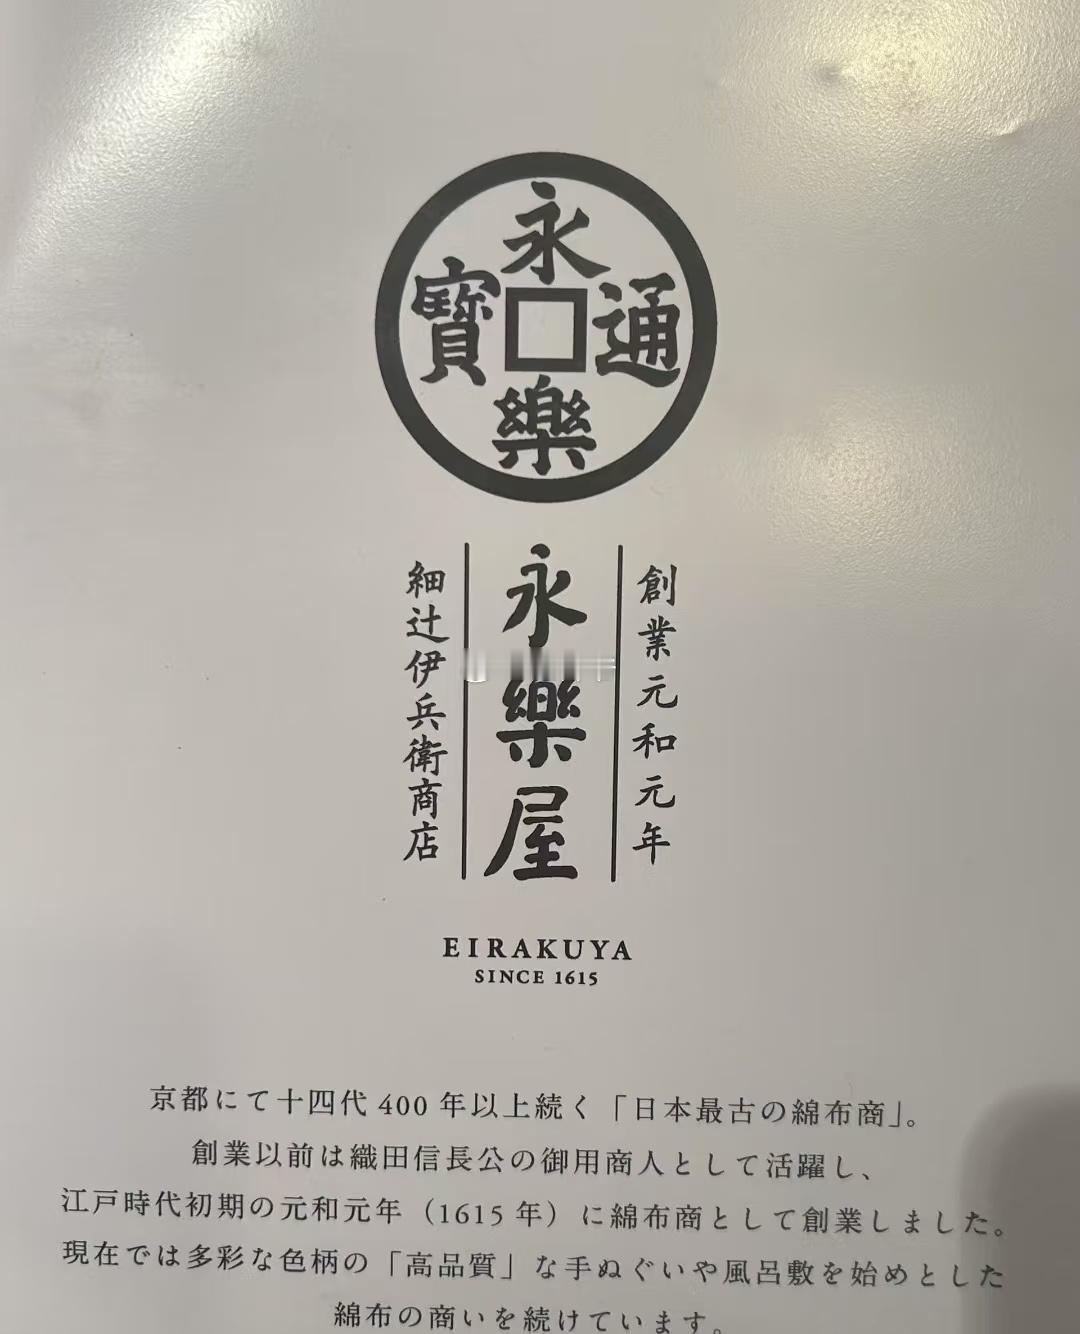 永樂通寶
創業元和元年
永樂屋
細辻伊兵衛商店
EIRAKUYA
SINCE 1615
京都にて十四代400年以上続く「日本最古の綿布商」。
創業以前は織田信長公の御用商人として活躍し、
江戸時代初期の元和元年（1615年）に綿布商として創業しました。
現在では多彩な色柄の「高品質」な手ぬぐいや風呂敷を始めとした
綿布の商いを続けています。